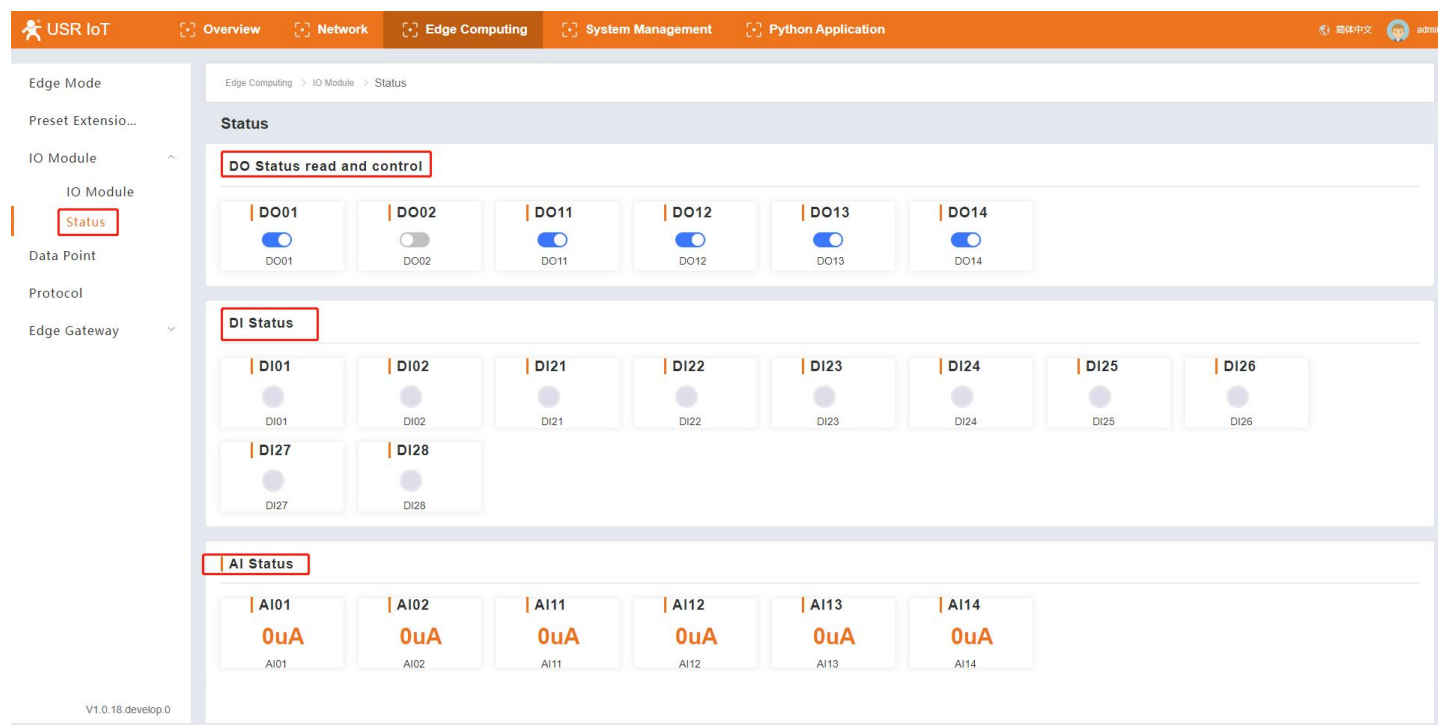 USR IoT Overview Network Edge Computing System Management Python Application 简体中文
Edge Mode
Preset Extensio...
IO Module
IO Module
Status
Data Point
Protocol
Edge Gateway
V1.0.18.develop.0
Edge Computing > IO Module > Status
Status
DO Status read and control
DO01 DO02 DO11 DO12 DO13 DO14
DO01 DO02 DO11 DO12 DO13 DO14
DI Status
DI01 DI02 DI21 DI22 DI23 DI24 DI25 DI26
DI01 DI02 DI21 DI22 DI23 DI24 DI25 DI26
DI27 DI28
DI27 DI28
AI Status
AI01 AI02 AI11 AI12 AI13 AI14
0uA 0uA 0uA 0uA 0uA 0uA
AI01 AI02 AI11 AI12 AI13 AI14